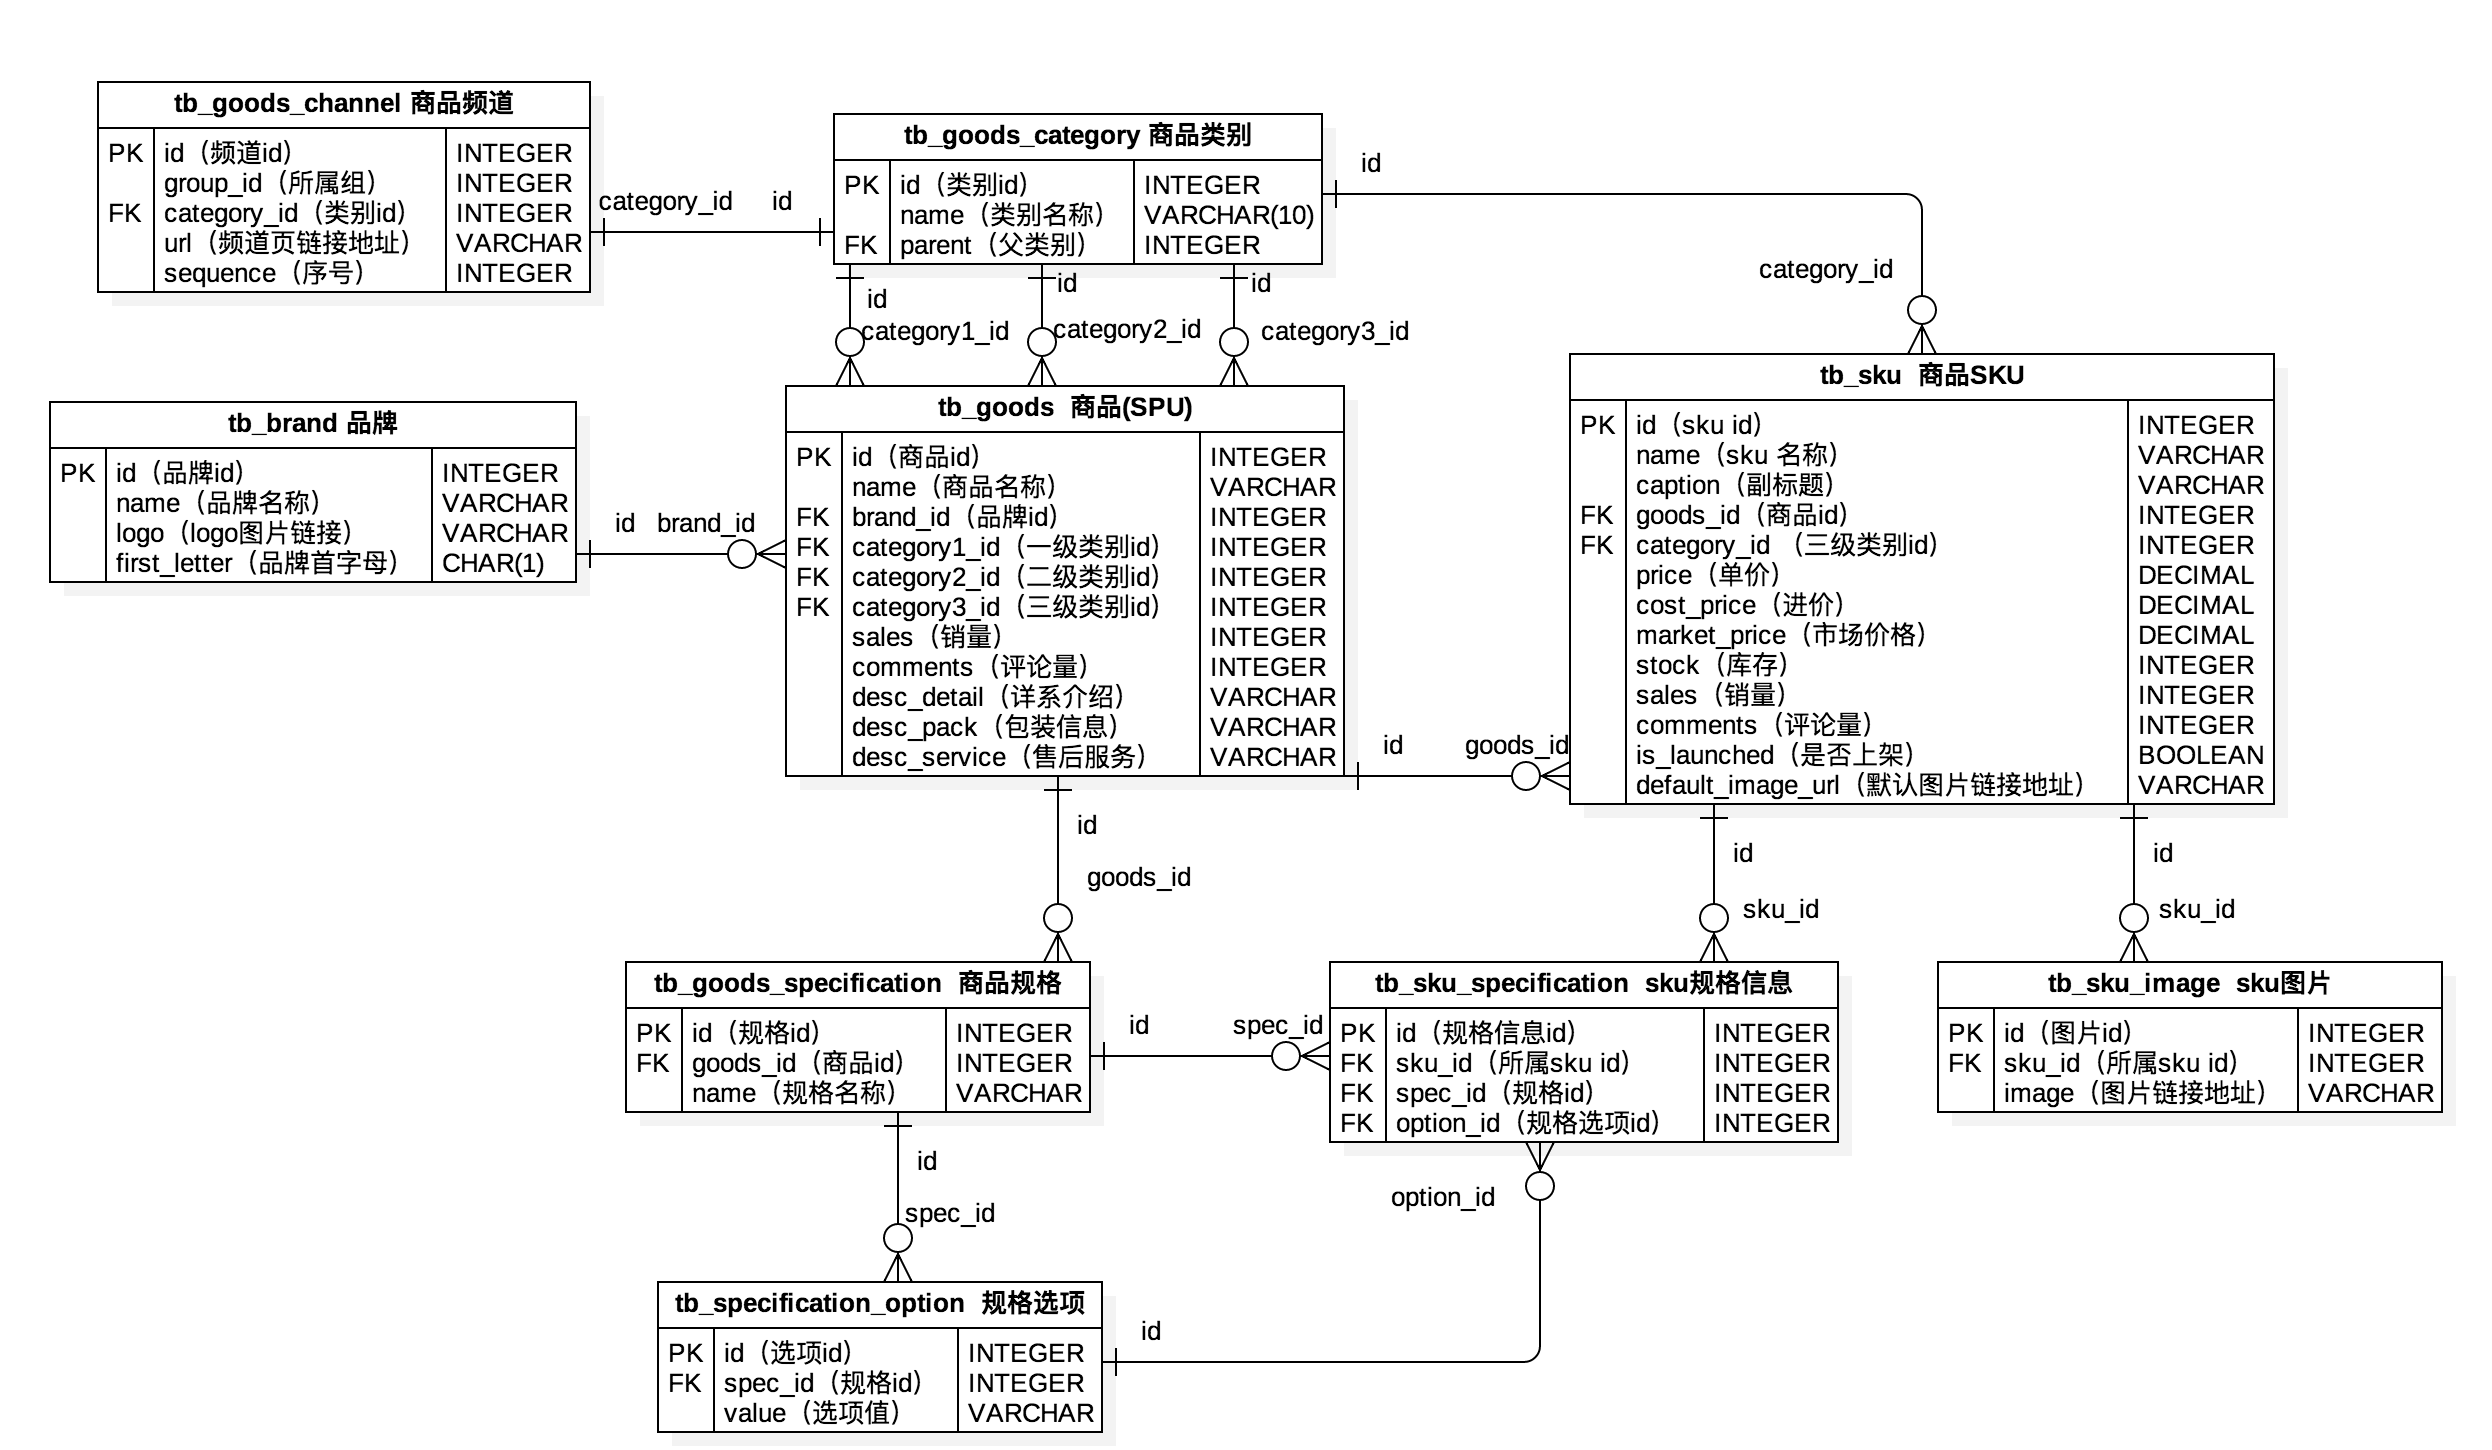 tb_goods_channel 商品频道
PK id（频道id） INTEGER
group_id（所属组） INTEGER
FK category_id（类别id） INTEGER
url（频道页链接地址） VARCHAR
sequence（序号） INTEGER
category_id id
tb_goods_category 商品类别
PK id（类别id） INTEGER
name（类别名称） VARCHAR(10)
FK parent（父类别） INTEGER
id
category_id
id
category1_id
id
category2_id
id
category3_id
tb_brand 品牌
PK id（品牌id） INTEGER
name（品牌名称） VARCHAR
logo（logo图片链接） VARCHAR
first_letter（品牌首字母） CHAR(1)
id brand_id
tb_goods 商品(SPU)
PK id（商品id） INTEGER
name（商品名称） VARCHAR
FK brand_id（品牌id） INTEGER
FK category1_id（一级类别id） INTEGER
FK category2_id（二级类别id） INTEGER
FK category3_id（三级类别id） INTEGER
sales（销量） INTEGER
comments（评论量） INTEGER
desc_detail（详系介绍） VARCHAR
desc_pack（包装信息） VARCHAR
desc_service（售后服务） VARCHAR
id goods_id
tb_sku 商品SKU
PK id（sku id） INTEGER
name（sku 名称） VARCHAR
caption（副标题） VARCHAR
FK goods_id（商品id） INTEGER
FK category_id （三级类别id） INTEGER
price（单价） DECIMAL
cost_price（进价） DECIMAL
market_price（市场价格） DECIMAL
stock（库存） INTEGER
sales（销量） INTEGER
comments（评论量） INTEGER
is_launched（是否上架） BOOLEAN
default_image_url（默认图片链接地址） VARCHAR
id
goods_id
id
sku_id
id
sku_id
tb_goods_specification 商品规格
PK id（规格id） INTEGER
FK goods_id（商品id） INTEGER
name（规格名称） VARCHAR
id spec_id
tb_sku_specification sku规格信息
PK id（规格信息id） INTEGER
FK sku_id（所属sku id） INTEGER
FK spec_id（规格id） INTEGER
FK option_id（规格选项id） INTEGER
tb_sku_image sku图片
PK id（图片id） INTEGER
FK sku_id（所属sku id） INTEGER
image（图片链接地址） VARCHAR
id
spec_id
option_id
tb_specification_option 规格选项
PK id（选项id） INTEGER
FK spec_id（规格id） INTEGER
value（选项值） VARCHAR
id